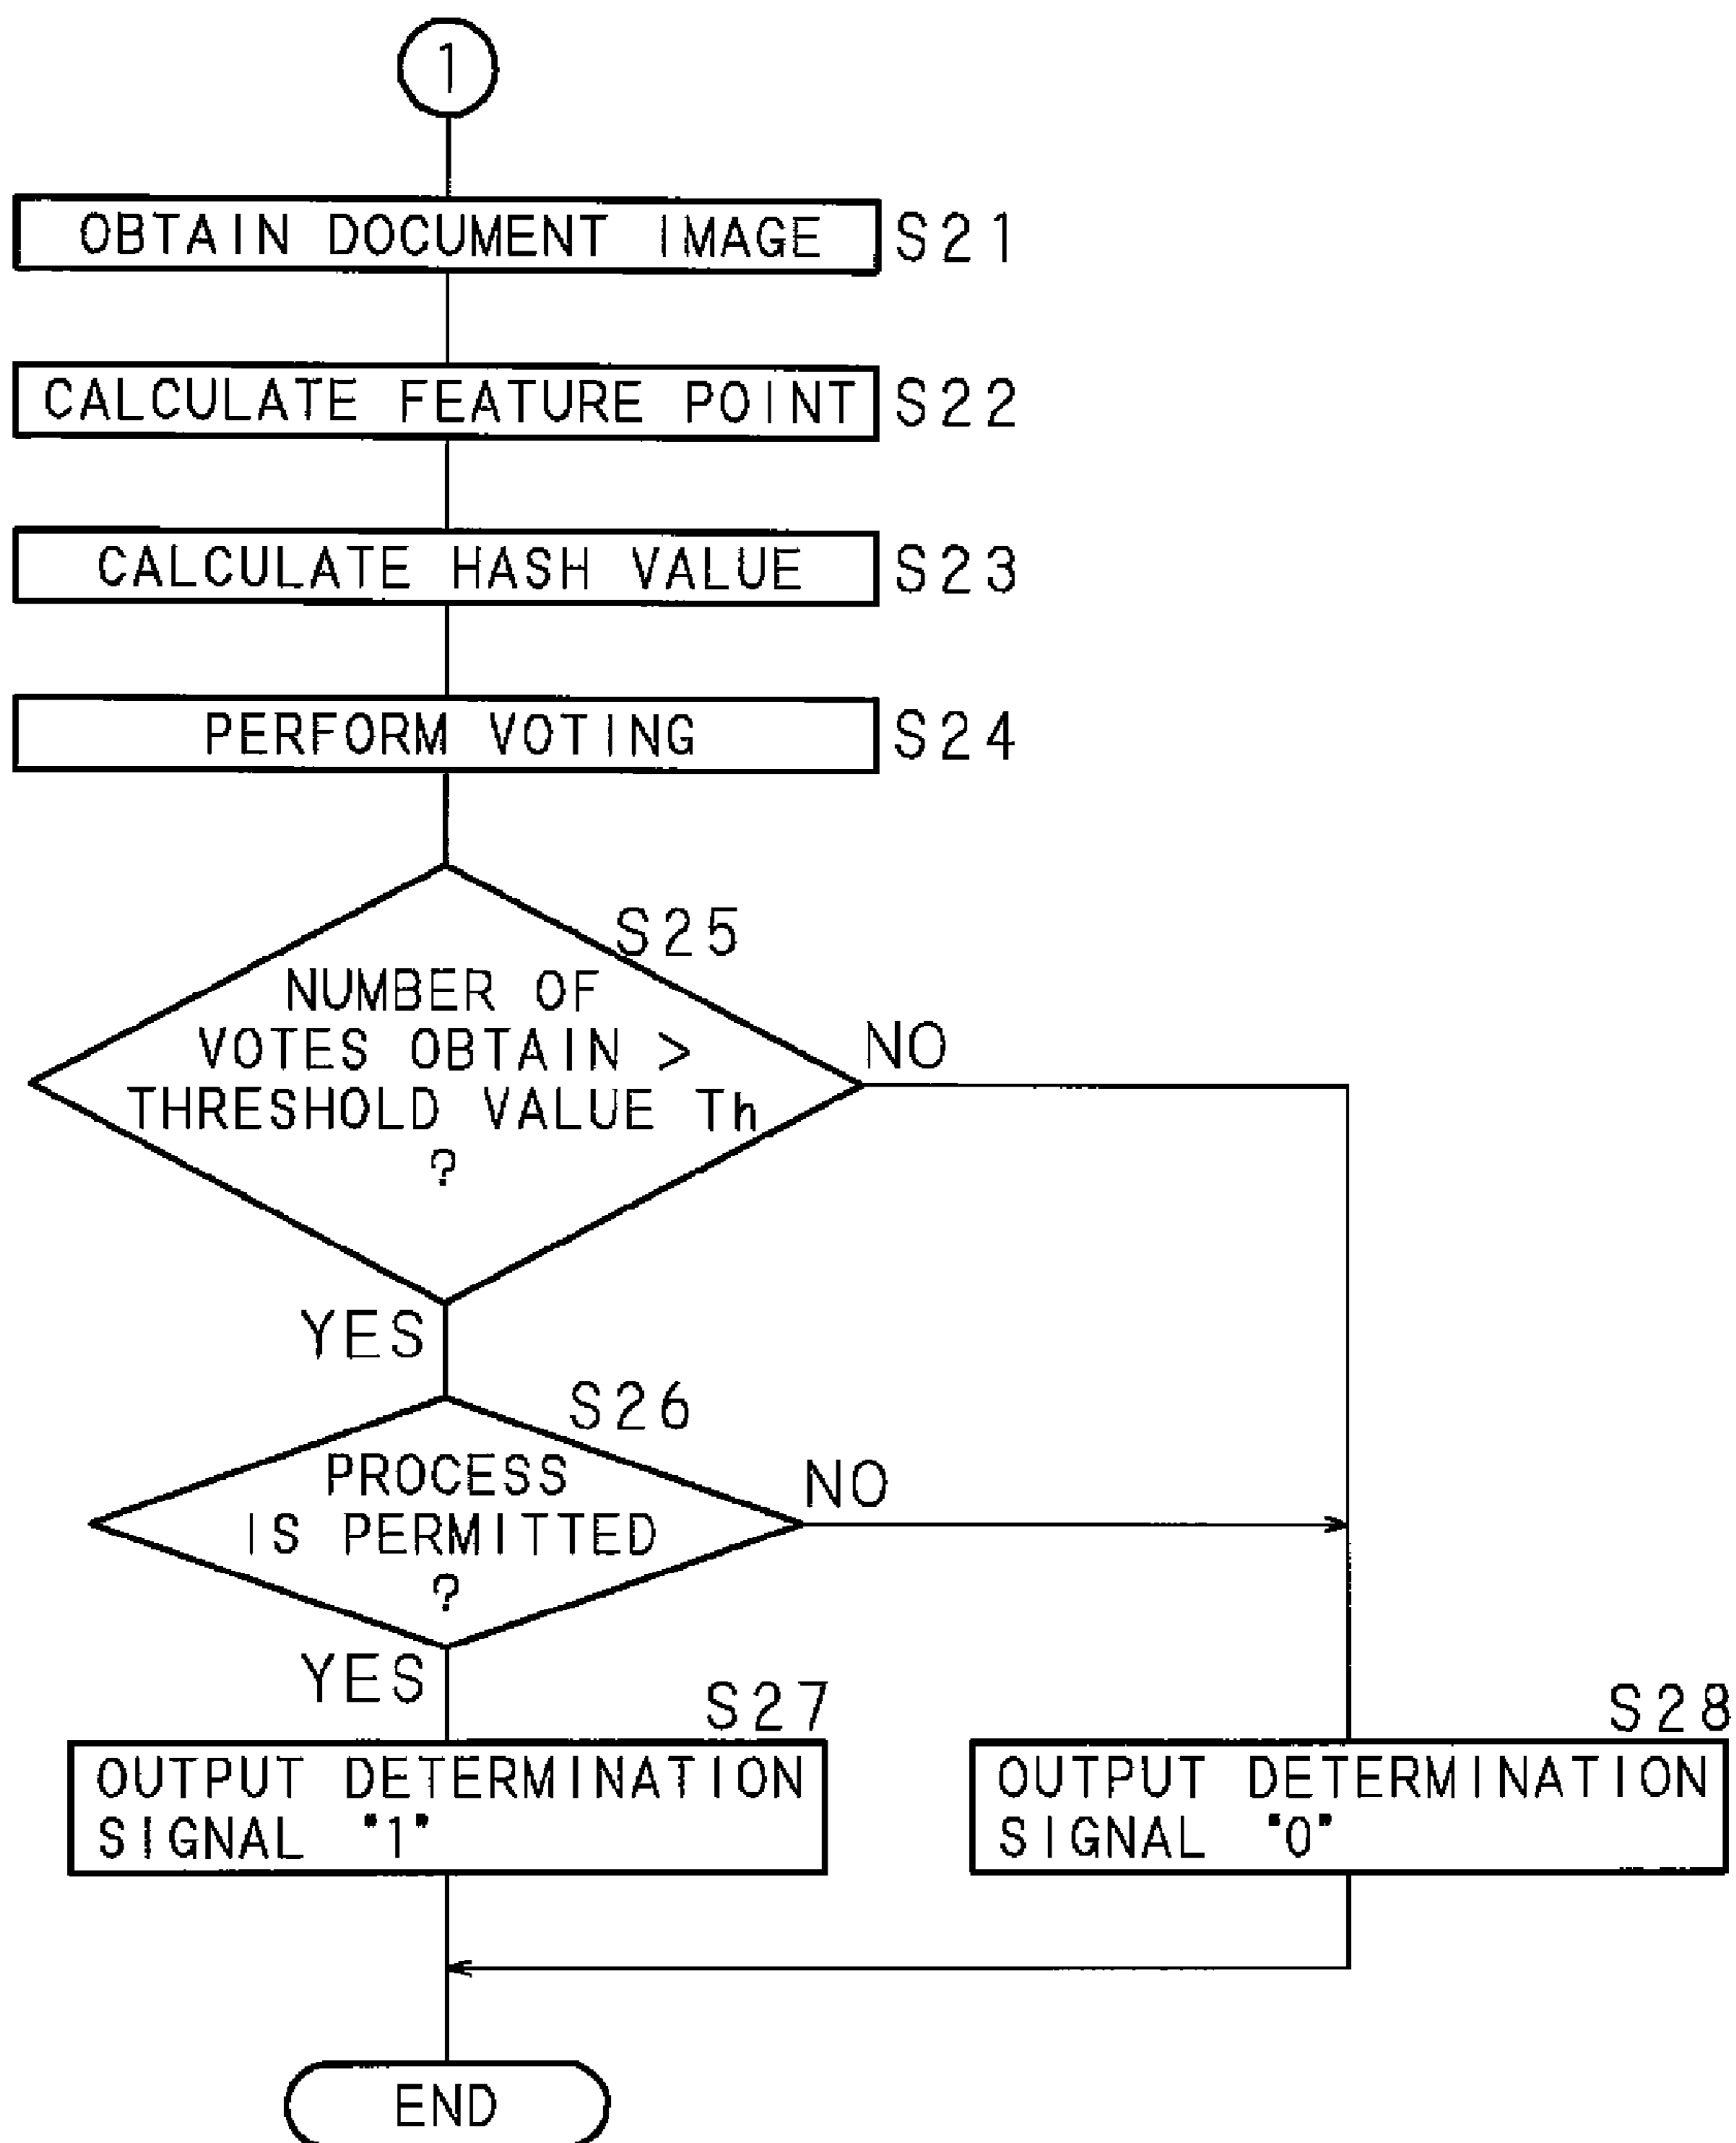 1
OBTAIN DOCUMENT IMAGE S21
CALCULATE FEATURE POINT S22
CALCULATE HASH VALUE S23
PERFORM VOTING S24
S25
NUMBER OF
VOTES OBTAIN >
THRESHOLD VALUE Th
?
NO
YES
S26
PROCESS
IS PERMITTED
?
NO
YES
S27
OUTPUT DETERMINATION
SIGNAL "1"
S28
OUTPUT DETERMINATION
SIGNAL "0"
END